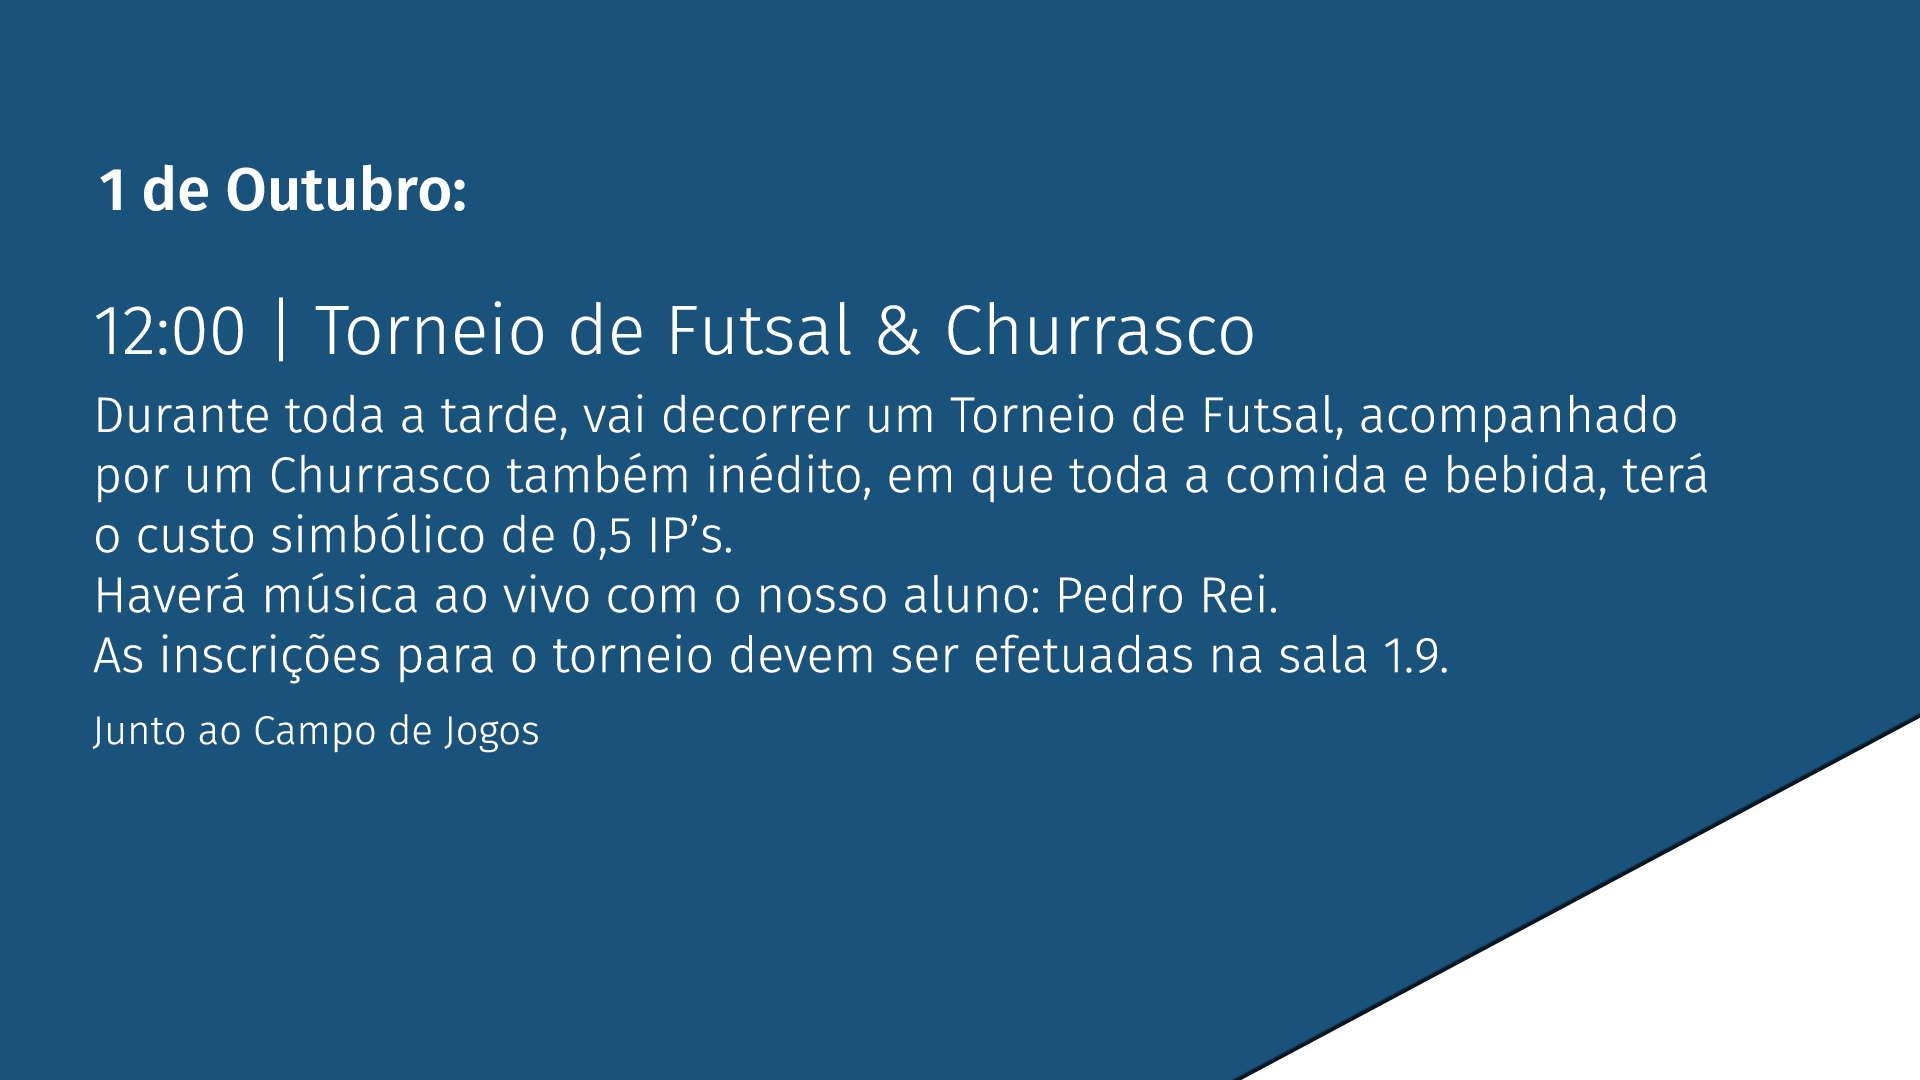 1 de Outubro:
12:00 | Torneio de Futsal & Churrasco
Durante toda a tarde, vai decorrer um Torneio de Futsal, acompanhado
por um Churrasco também inédito, em que toda a comida e bebida, terá
o custo simbólico de 0,5 IP’s.
Haverá música ao vivo com o nosso aluno: Pedro Rei.
As inscrições para o torneio devem ser efetuadas na sala 1.9.
Junto ao Campo de Jogos